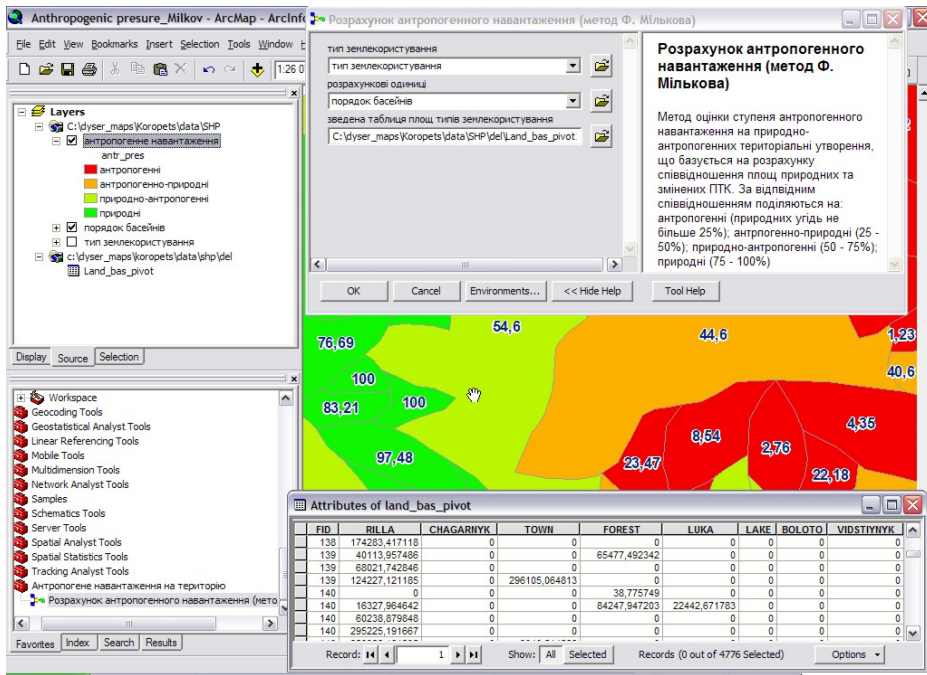 Anthropogenic presure_Milkov - ArcMap - ArcInfo
File Edit View Bookmarks Insert Selection Tools Window
1:26 0
Layers
C:\dyser_maps\Koropets\data\SHP
антропогенне навантаження
antr_pres
антропогенні
антропогенно-природні
природно-антропогенні
природні
порядок басейнів
тип зенлекористування
c:\dyser_maps\koropets\data\shp\del
Land_bas_pivot
Display Source Selection
Workspace
Geocoding Tools
Geostatistical Analyst Tools
Linear Referencing Tools
Mobile Tools
Multidimension Tools
Network Analyst Tools
Samples
Schematics Tools
Server Tools
Spatial Analyst Tools
Spatial Statistics Tools
Tracking Analyst Tools
Антропогене навантаження на територію
Розрахунок антропогенного навантаження (мето
Favorites Index Search Results
Розрахунок антропогенного навантаження (метод Ф. Мількова)
тип зенлекористування
тип зенлекористування
розрахункові одиниці
порядок басейнів
зведена таблиця площ типів зенлекористування
C:\dyser_maps\Koropets\data\SHP\del\Land_bas_pivot
OK Cancel Environments... << Hide Help Tool Help
Розрахунок антропогенного
навантаження (метод Ф.
Мількова)
Метод оцінки ступеня антропогенного
навантаження на природно-
антропогенних територіальні утворення,
що базується на розрахунку
співвідношення площ природних та
змінених ПТК. За відпвідним
співвідношенням поділяються на:
антропогенні (природних угідь не
більше 25%); антрпогенно-природні (25 -
50%); природно-антропогенні (50 - 75%);
природні (75 - 100%)
76,69 54,6 44,6 1,23
100 40,6
83,21 100
8,54 4,35
97,48 23,47 2,76
22,18
Attributes of land_bas_pivot
FID RILLA CHAGARNYK TOWN FOREST LUKA LAKE BOLOTO VIDSTIYNYK
138 174283,417118 0 0 0 0 0 0 0
139 40113,957486 0 0 65477,492342 0 0 0 0
139 68021,742846 0 0 0 0 0 0 0
139 124227,121185 0 296105,064813 0 0 0 0 0
140 0 0 0 38,775749 0 0 0 0
140 16327,964642 0 0 84247,947203 22442,671783 0 0 0
140 60238,879848 0 0 0 0 0 0 0
140 295225,191667 0 0 0 0 0 0 0
Record: 1 Show: All Selected Records (0 out of 4776 Selected) Options